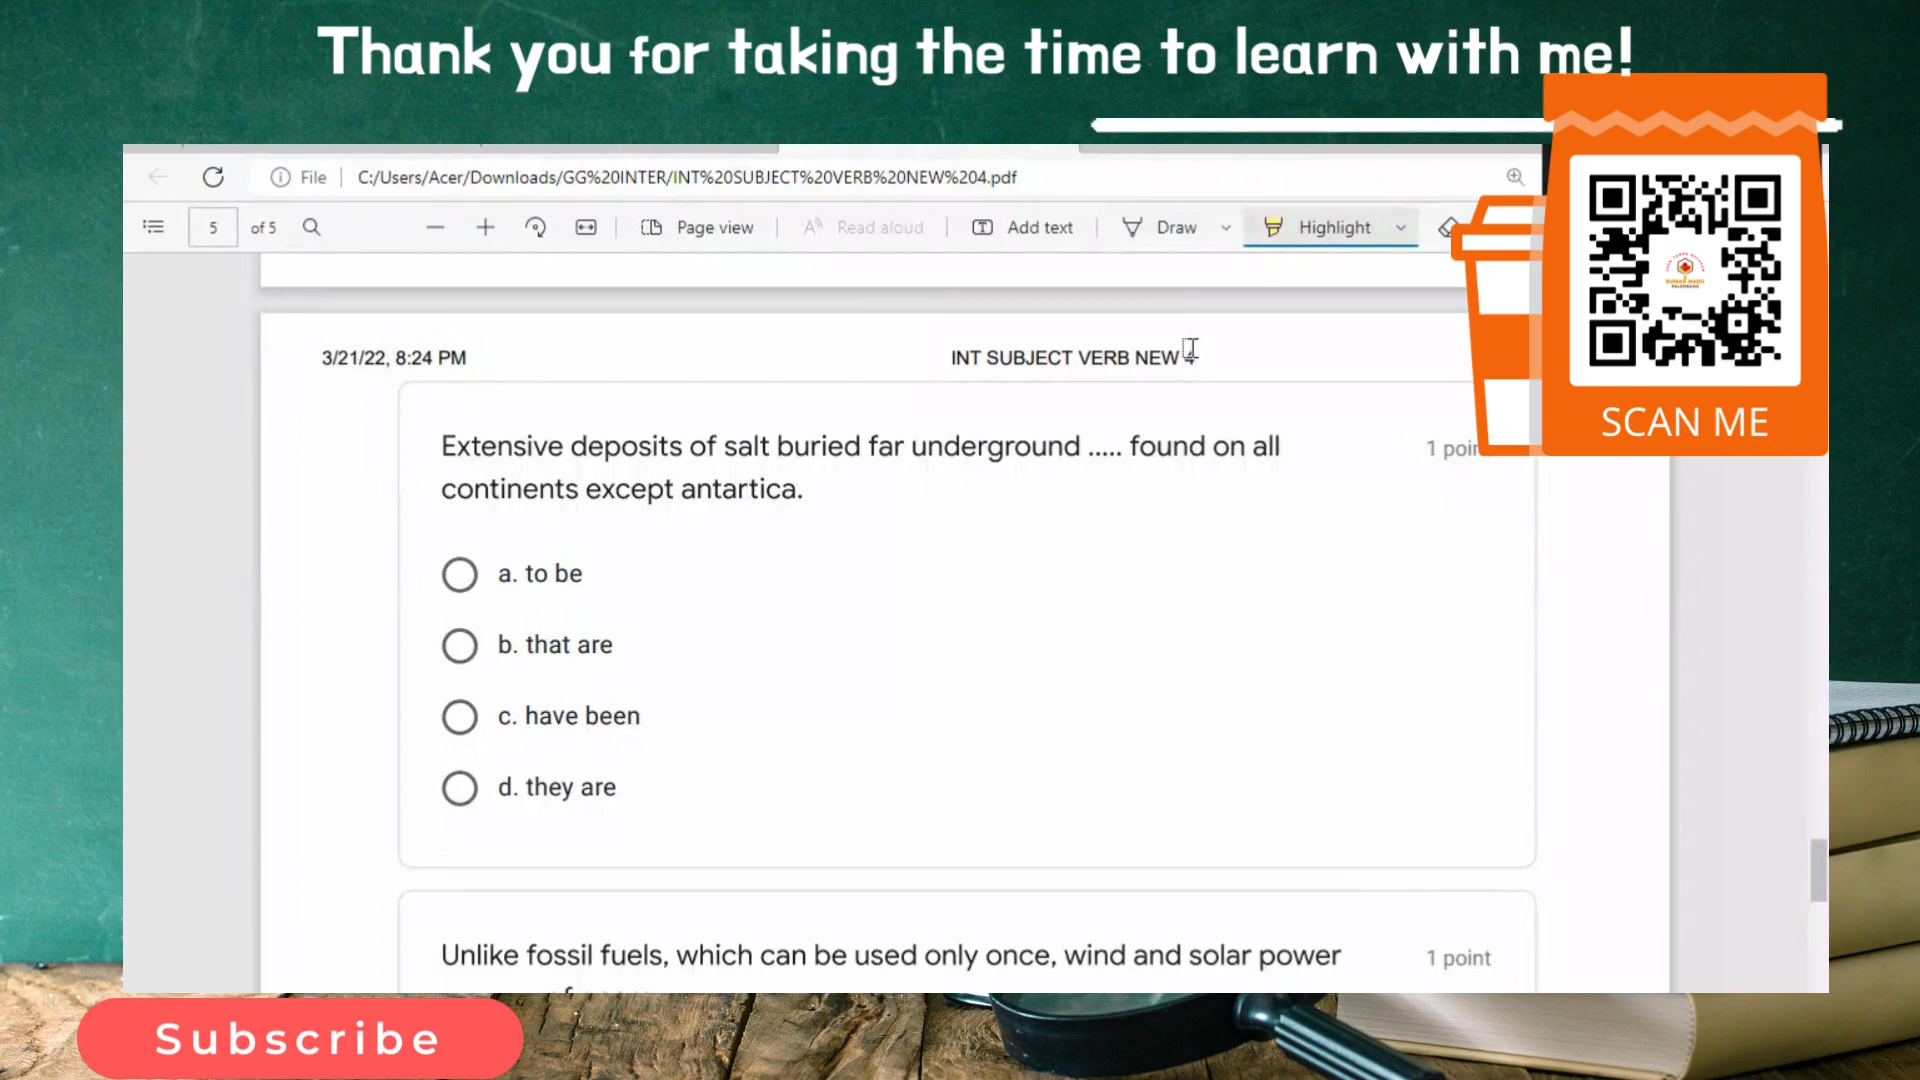 Thank you for taking the time to learn with me!
File C:/Users/Acer/Downloads/GG%20INTER/INT%20SUBJECT%20VERB%20NEW%204.pdf
5 of 5 Page view Read aloud Add text Draw Highlight
3/21/22, 8:24 PM INT SUBJECT VERB NEW 4
SCAN ME
Extensive deposits of salt buried far underground ..... found on all
continents except antartica.
1 point
a. to be
b. that are
c. have been
d. they are
Unlike fossil fuels, which can be used only once, wind and solar power
1 point
Subscribe